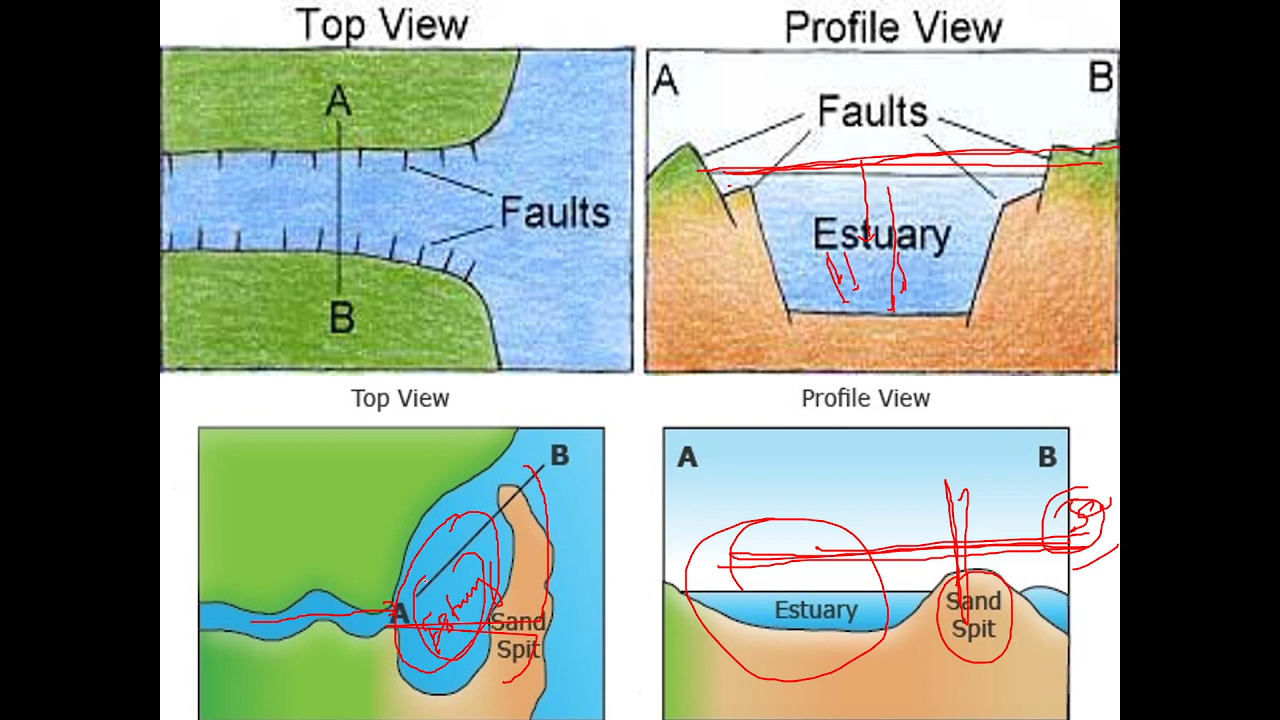 Top View
A
Faults
B
Profile View
A
B
Faults
Estuary
Top View
B
A
Sand
Spit
Profile View
A
B
Estuary
Sand
Spit